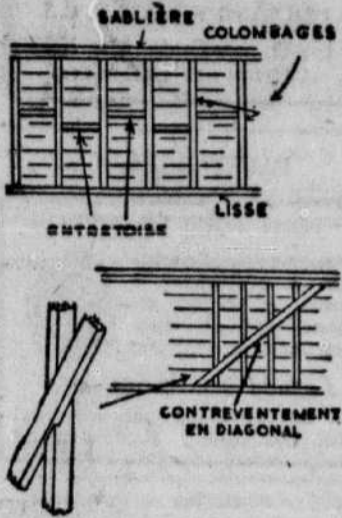 SABLIÈRE
COLOMBAGES
LISSE
ENTRETOISE
CONTREVENTEMENT
EN DIAGONAL